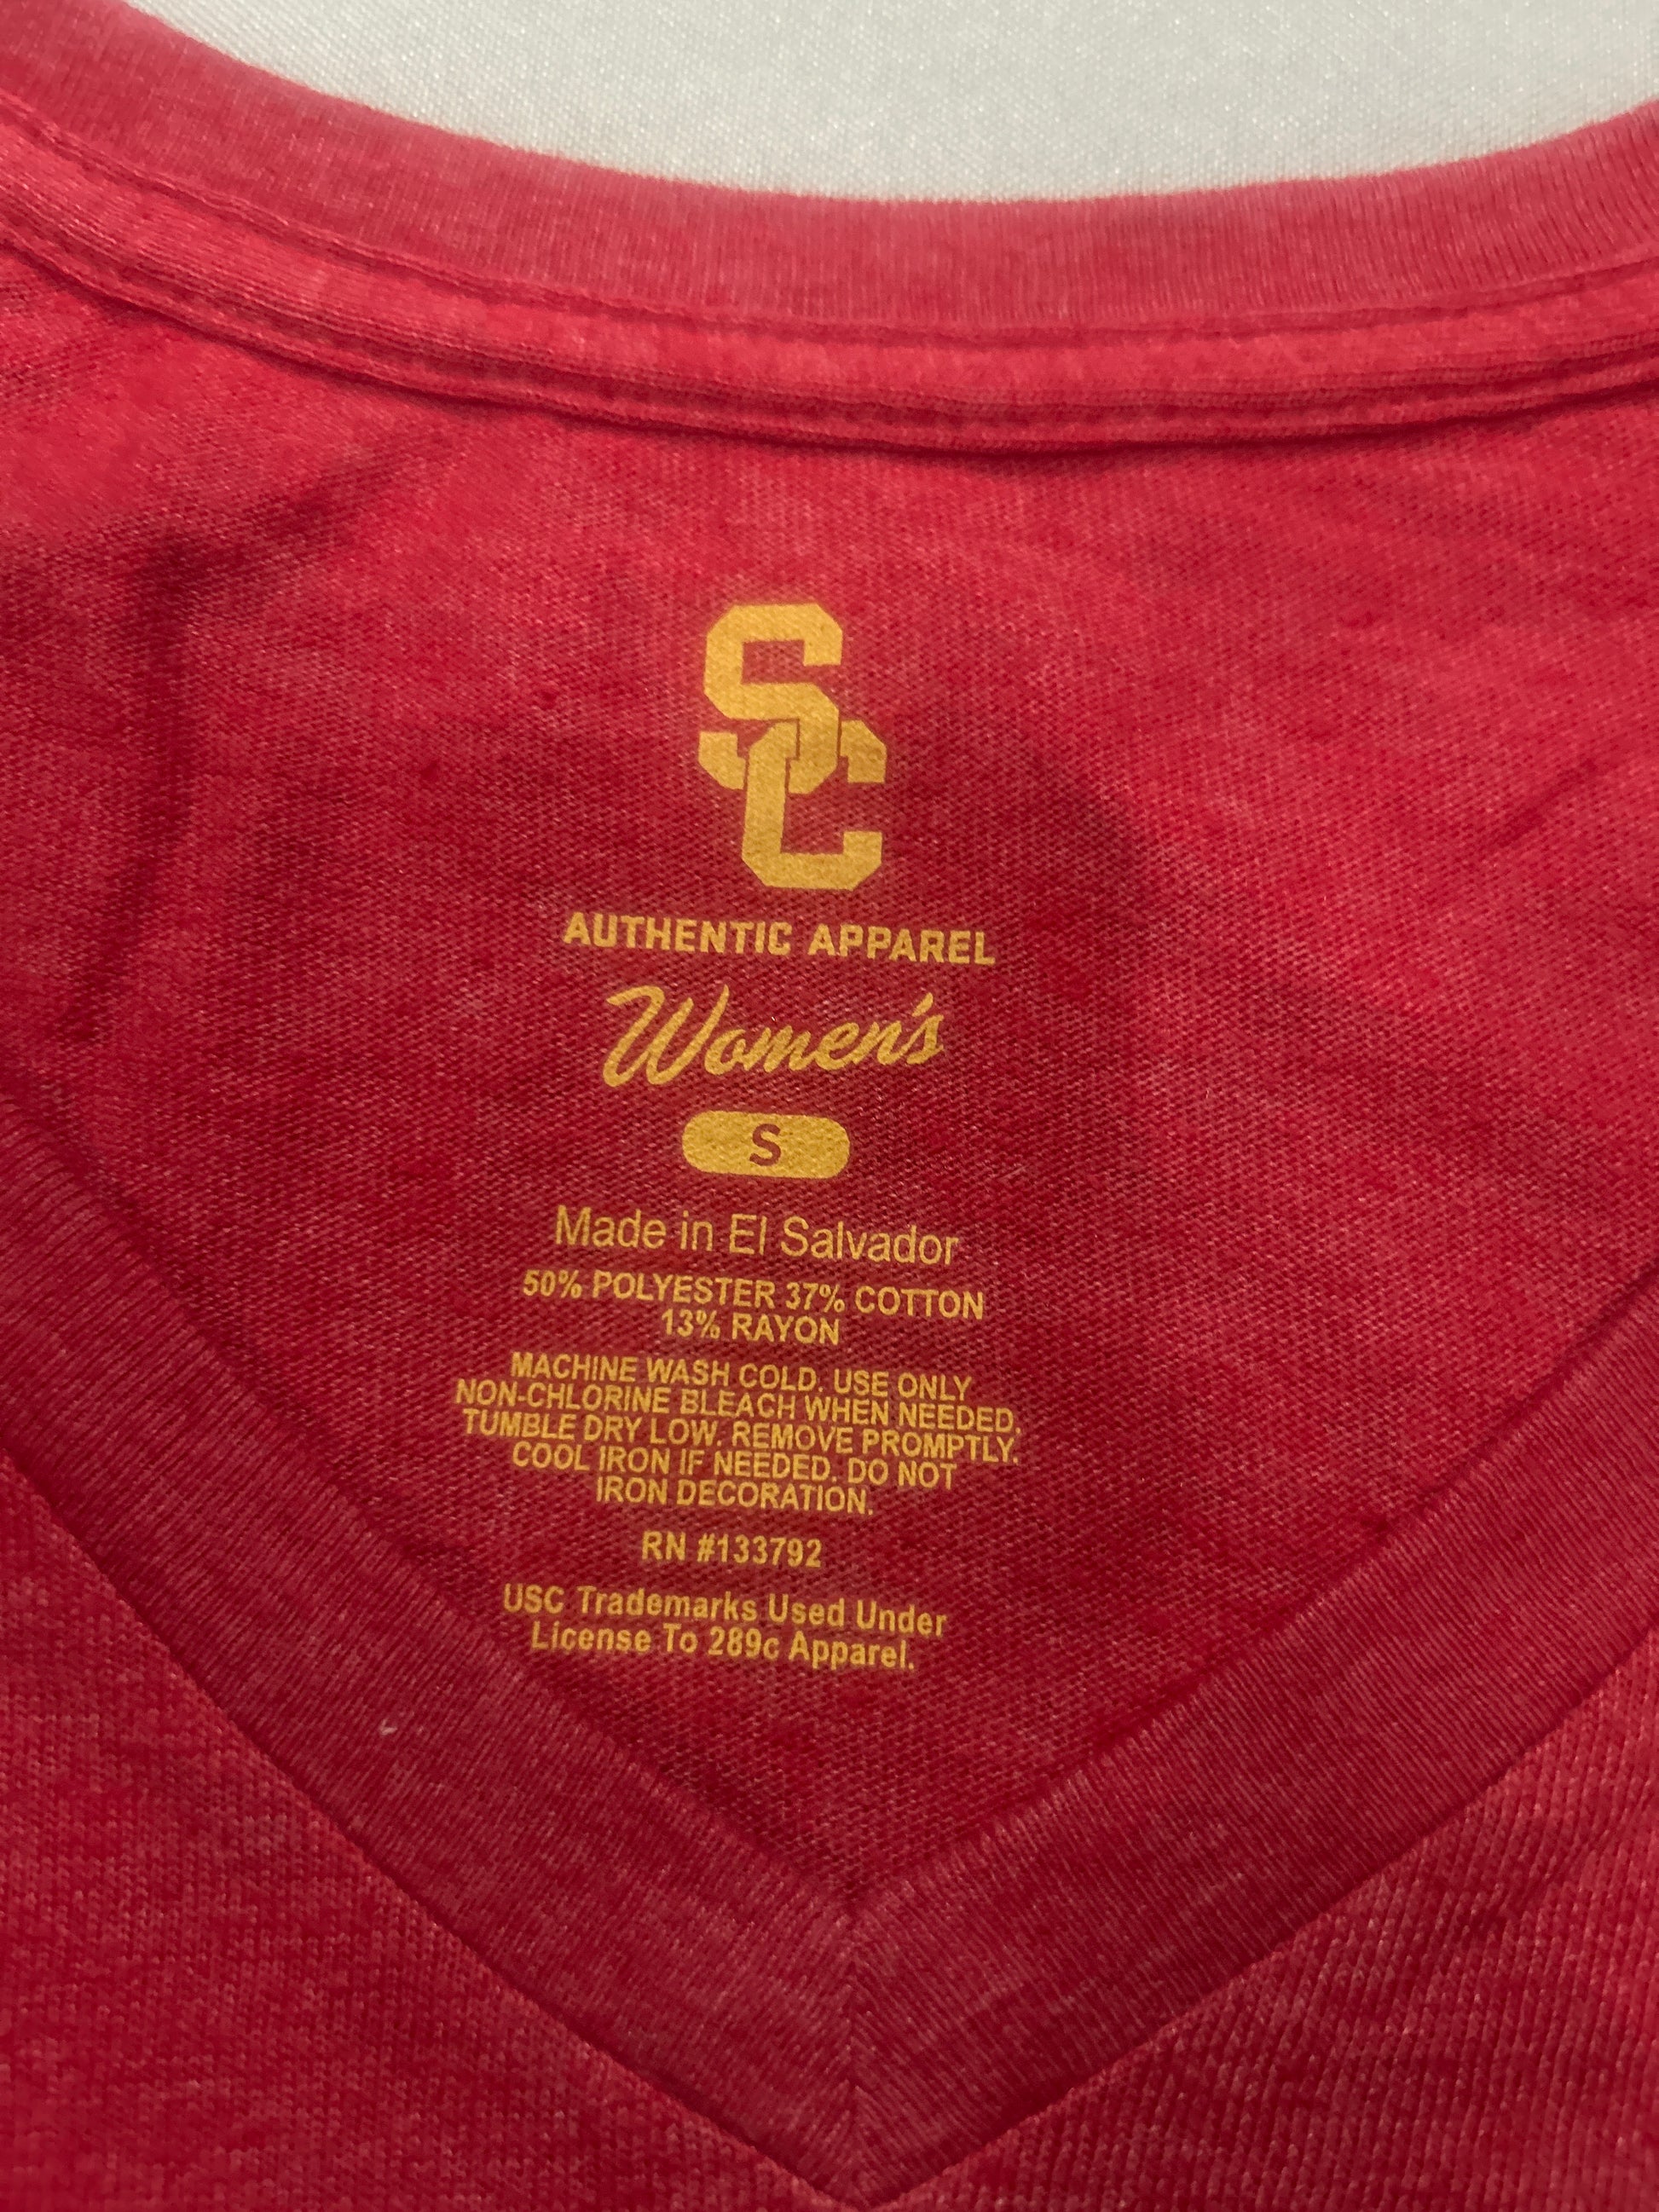 SC
AUTHENTIC APPAREL
Women's
S
Made in El Salvador
50% POLYESTER 37% COTTON
13% RAYON
MACHINE WASH COLD. USE ONLY
NON-CHLORINE BLEACH WHEN NEEDED.
TUMBLE DRY LOW. REMOVE PROMPTLY.
COOL IRON IF NEEDED. DO NOT
IRON DECORATION.
RN #133792
USC Trademarks Used Under
License To 289c Apparel.